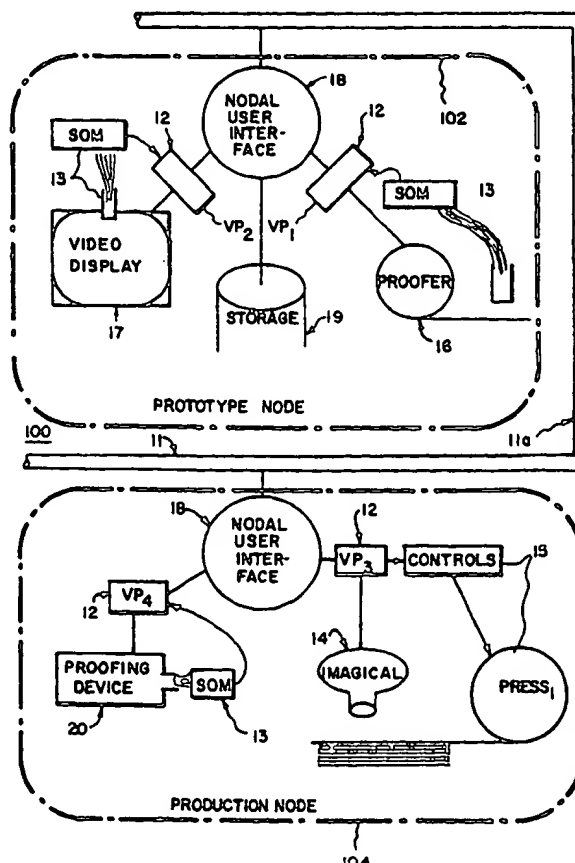 18
NODAL
USER
INTER-
FACE
102
12
12
SOM
13
VP₂
VP₁
SOM
13
VIDEO
DISPLAY
17
STORAGE
19
PROOFER
16
PROTOTYPE NODE
100
11
11a
18
NODAL
USER
INTER-
FACE
12
VP₃
CONTROLS
15
12
VP₄
14
IMAGICAL
PROOFING
DEVICE
SOM
PRESS₁
20
13
PRODUCTION NODE
104